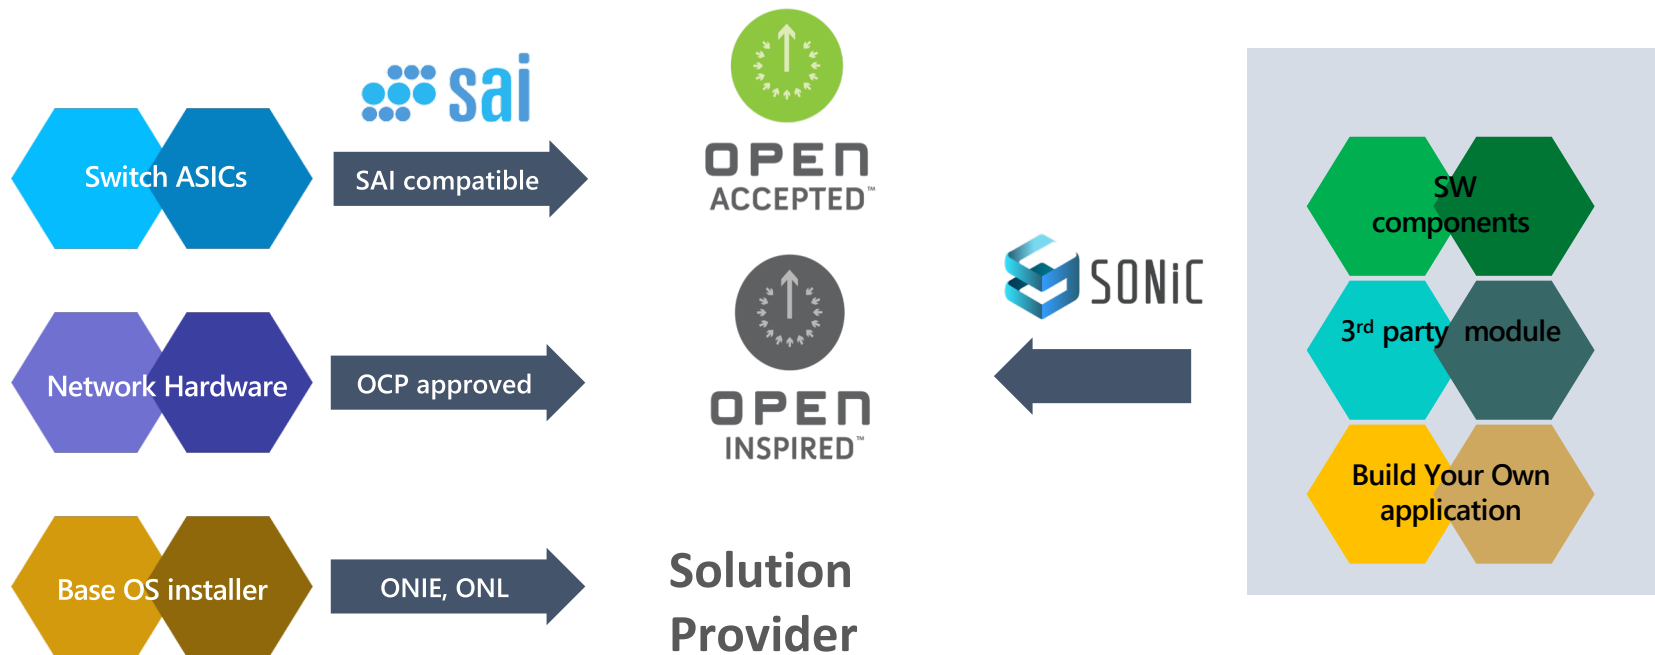 sai
Switch ASICs
SAI compatible
OPEN
ACCEPTED™
Network Hardware
OCP approved
OPEN
INSPIRED™
Base OS installer
ONIE, ONL
Solution
Provider
SONiC
SW
components
3rd party module
Build Your Own
application